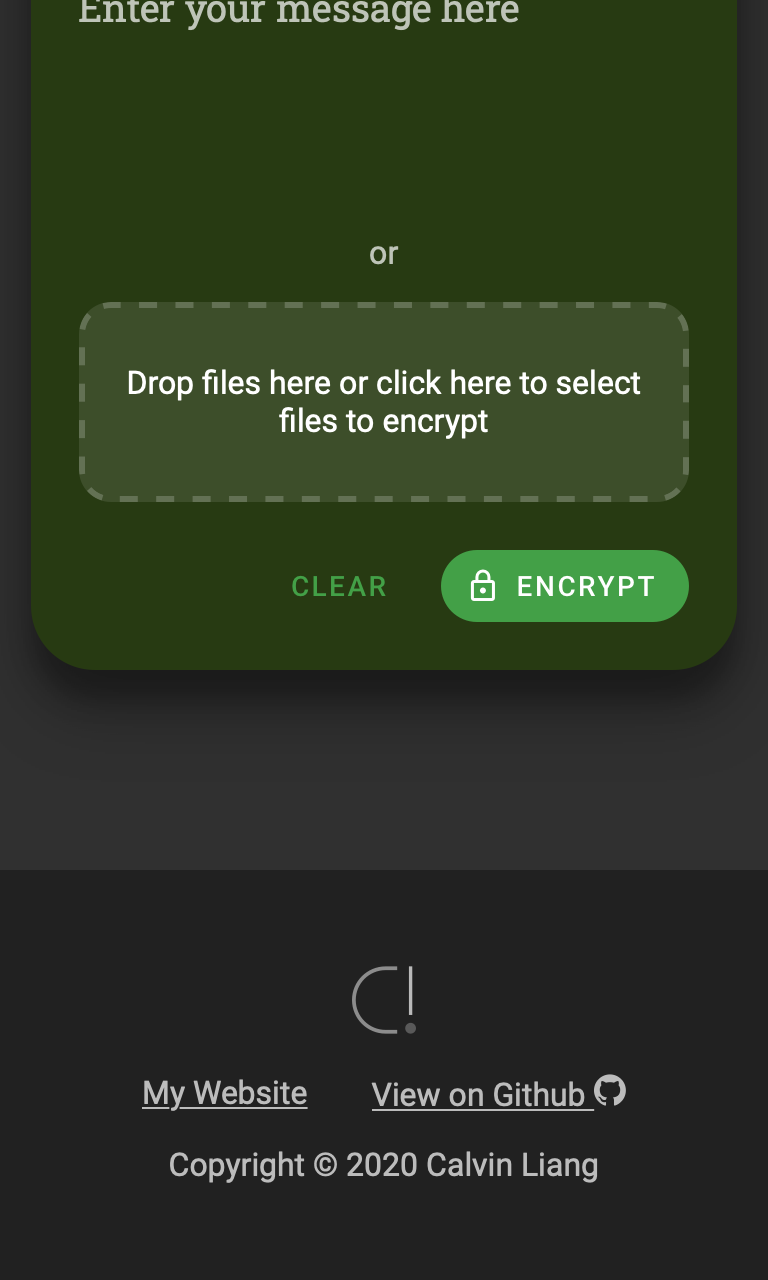 Enter your message here
or
Drop files here or click here to select
files to encrypt
CLEAR
ENCRYPT
C!
My Website
View on Github
Copyright © 2020 Calvin Liang